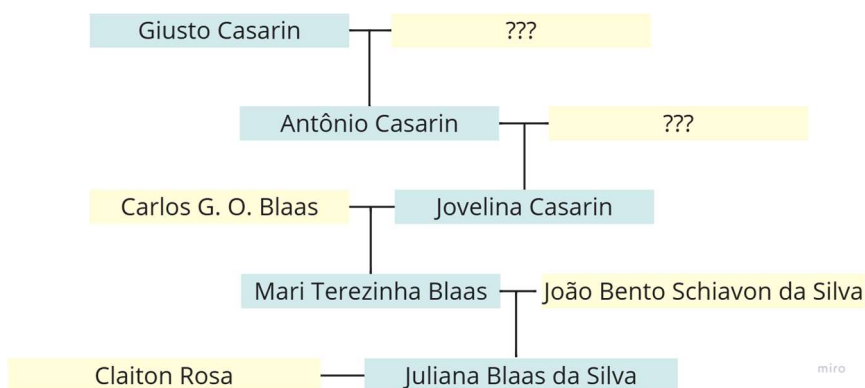 Giusto Casarin
???
Antônio Casarin
???
Carlos G. O. Blaas
Jovelina Casarin
Mari Terezinha Blaas
João Bento Schiavon da Silva
Claiton Rosa
Juliana Blaas da Silva
miro